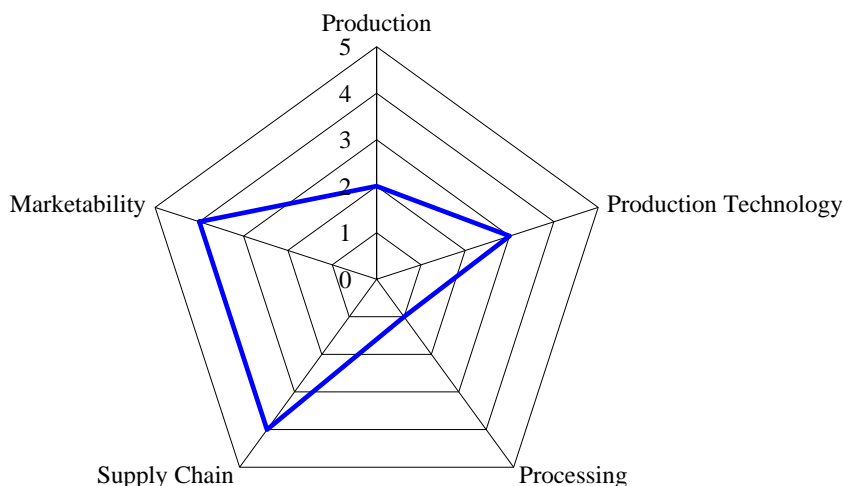 Production
5
4
3
2
1
0
Marketability
Production Technology
Supply Chain
Processing